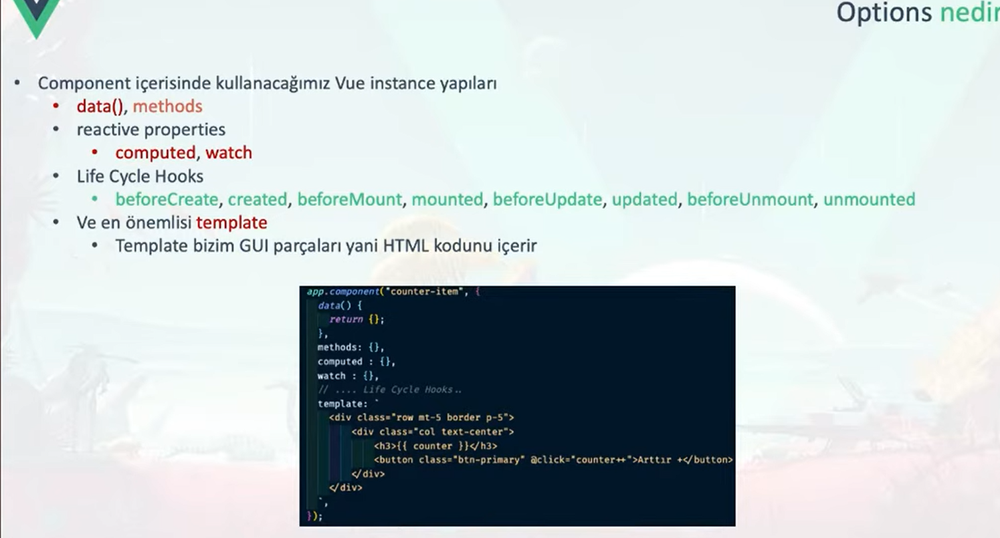 Options nedir
• Component içerisinde kullanacağımız Vue instance yapıları
• data(), methods
• reactive properties
• computed, watch
• Life Cycle Hooks
• beforeCreate, created, beforeMount, mounted, beforeUpdate, updated, beforeUnmount, unmounted
• Ve en önemlisi template
• Template bizim GUI parçaları yani HTML kodunu içerir
app.component("counter-item", {
data() {
return {};
},
methods: {},
computed : {},
watch : {},
// .... Life Cycle Hooks..
template: `
<div class="row mt-5 border p-5">
<div class="col text-center">
<h3>{{ counter }}</h3>
<button class="btn-primary" @click="counter++">Arttır +</button>
</div>
</div>
`,
});